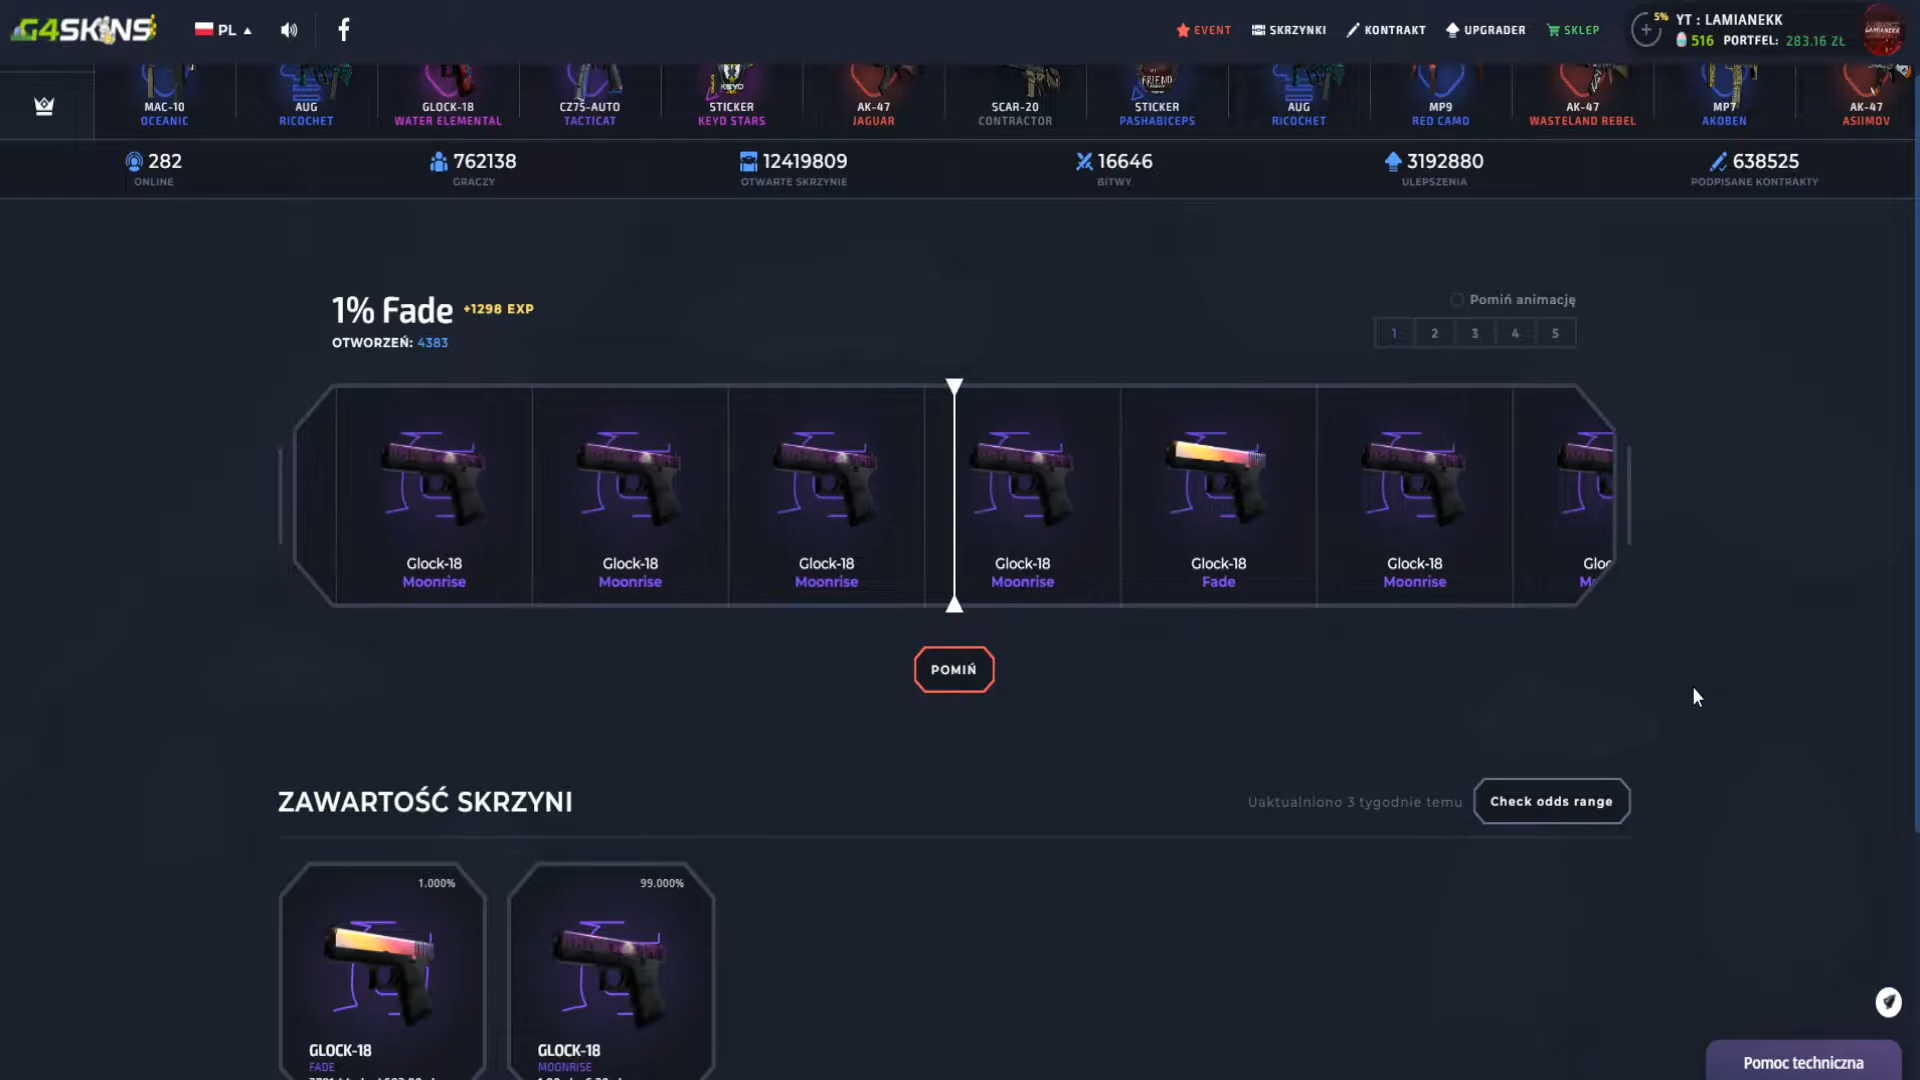 G4SKINS
PL
EVENT
SKRZYNKI
KONTRAKT
UPGRADER
SKLEP
5%
YT : LAMIANEKK
516 PORTFEL: 283.16 ZŁ
MAC-10
OCEANIC
AUG
RICOCHET
GLOCK-18
WATER ELEMENTAL
CZ75-AUTO
TACTICAT
STICKER
KEYD STARS
AK-47
JAGUAR
SCAR-20
CONTRACTOR
STICKER
PASHABICEPS
AUG
RICOCHET
MP9
RED CAMO
AK-47
WASTELAND REBEL
MP7
AKOBEN
AK-47
ASIIMOV
282
ONLINE
762138
GRACZY
12419809
OTWARTE SKRZYNIE
16646
BITWY
3192880
ULEPSZENIA
638525
PODPISANE KONTRAKTY
1% Fade +1298 EXP
OTWORZEŃ: 4383
Pomiń animację
1 2 3 4 5
Glock-18
Moonrise
Glock-18
Moonrise
Glock-18
Moonrise
Glock-18
Moonrise
Glock-18
Fade
Glock-18
Moonrise
POMIŃ
ZAWARTOŚĆ SKRZYNI
Uaktualniono 3 tygodnie temu
Check odds range
1.000%
GLOCK-18
FADE
99.000%
GLOCK-18
MOONRISE
Pomoc techniczna